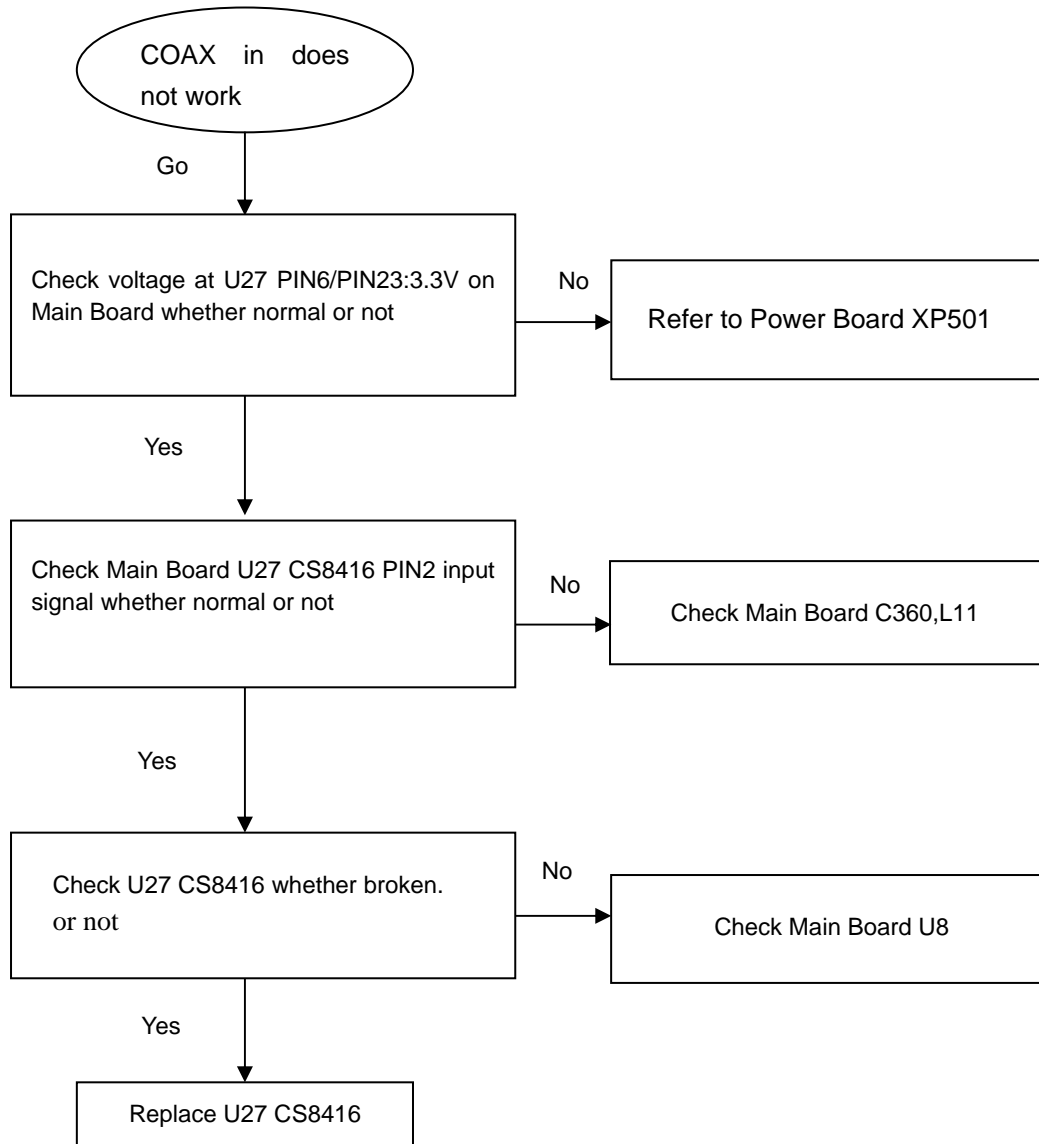 COAX in does
not work
Go
Check voltage at U27 PIN6/PIN23:3.3V on
Main Board whether normal or not
No
Refer to Power Board XP501
Yes
Check Main Board U27 CS8416 PIN2 input
signal whether normal or not
No
Check Main Board C360,L11
Yes
Check U27 CS8416 whether broken.
or not
No
Check Main Board U8
Yes
Replace U27 CS8416